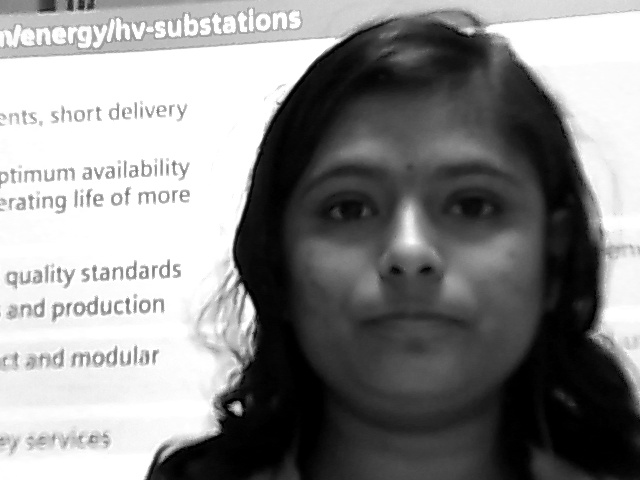 /energy/hv-substations
ents, short delivery
ptimum availability
erating life of more
quality standards
and production
ct and modular
ey services